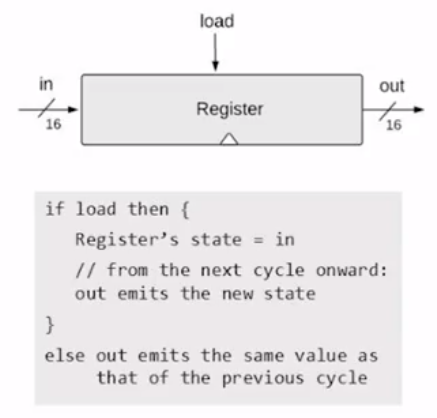 load
in
out
Register
16
16
if load then {
Register’s state = in
// from the next cycle onward:
out emits the new state
}
else out emits the same value as
that of the previous cycle